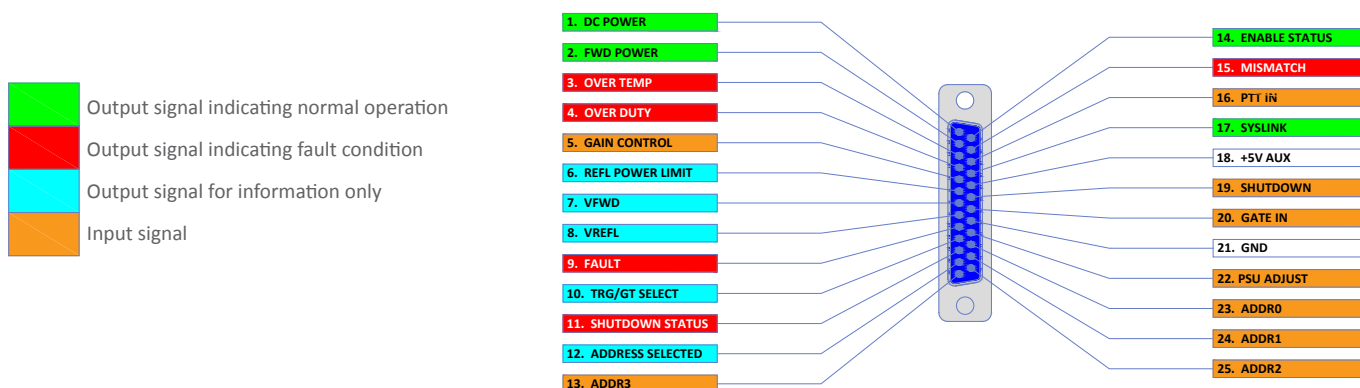 Output signal indicating normal operation
Output signal indicating fault condition
Output signal for information only
Input signal
1. DC POWER
2. FWD POWER
3. OVER TEMP
4. OVER DUTY
5. GAIN CONTROL
6. REFL POWER LIMIT
7. VFWD
8. VREFL
9. FAULT
10. TRG/GT SELECT
11. SHUTDOWN STATUS
12. ADDRESS SELECTED
13. ADDR3
14. ENABLE STATUS
15. MISMATCH
16. PTT IN
17. SYSLINK
18. +5V AUX
19. SHUTDOWN
20. GATE IN
21. GND
22. PSU ADJUST
23. ADDR0
24. ADDR1
25. ADDR2